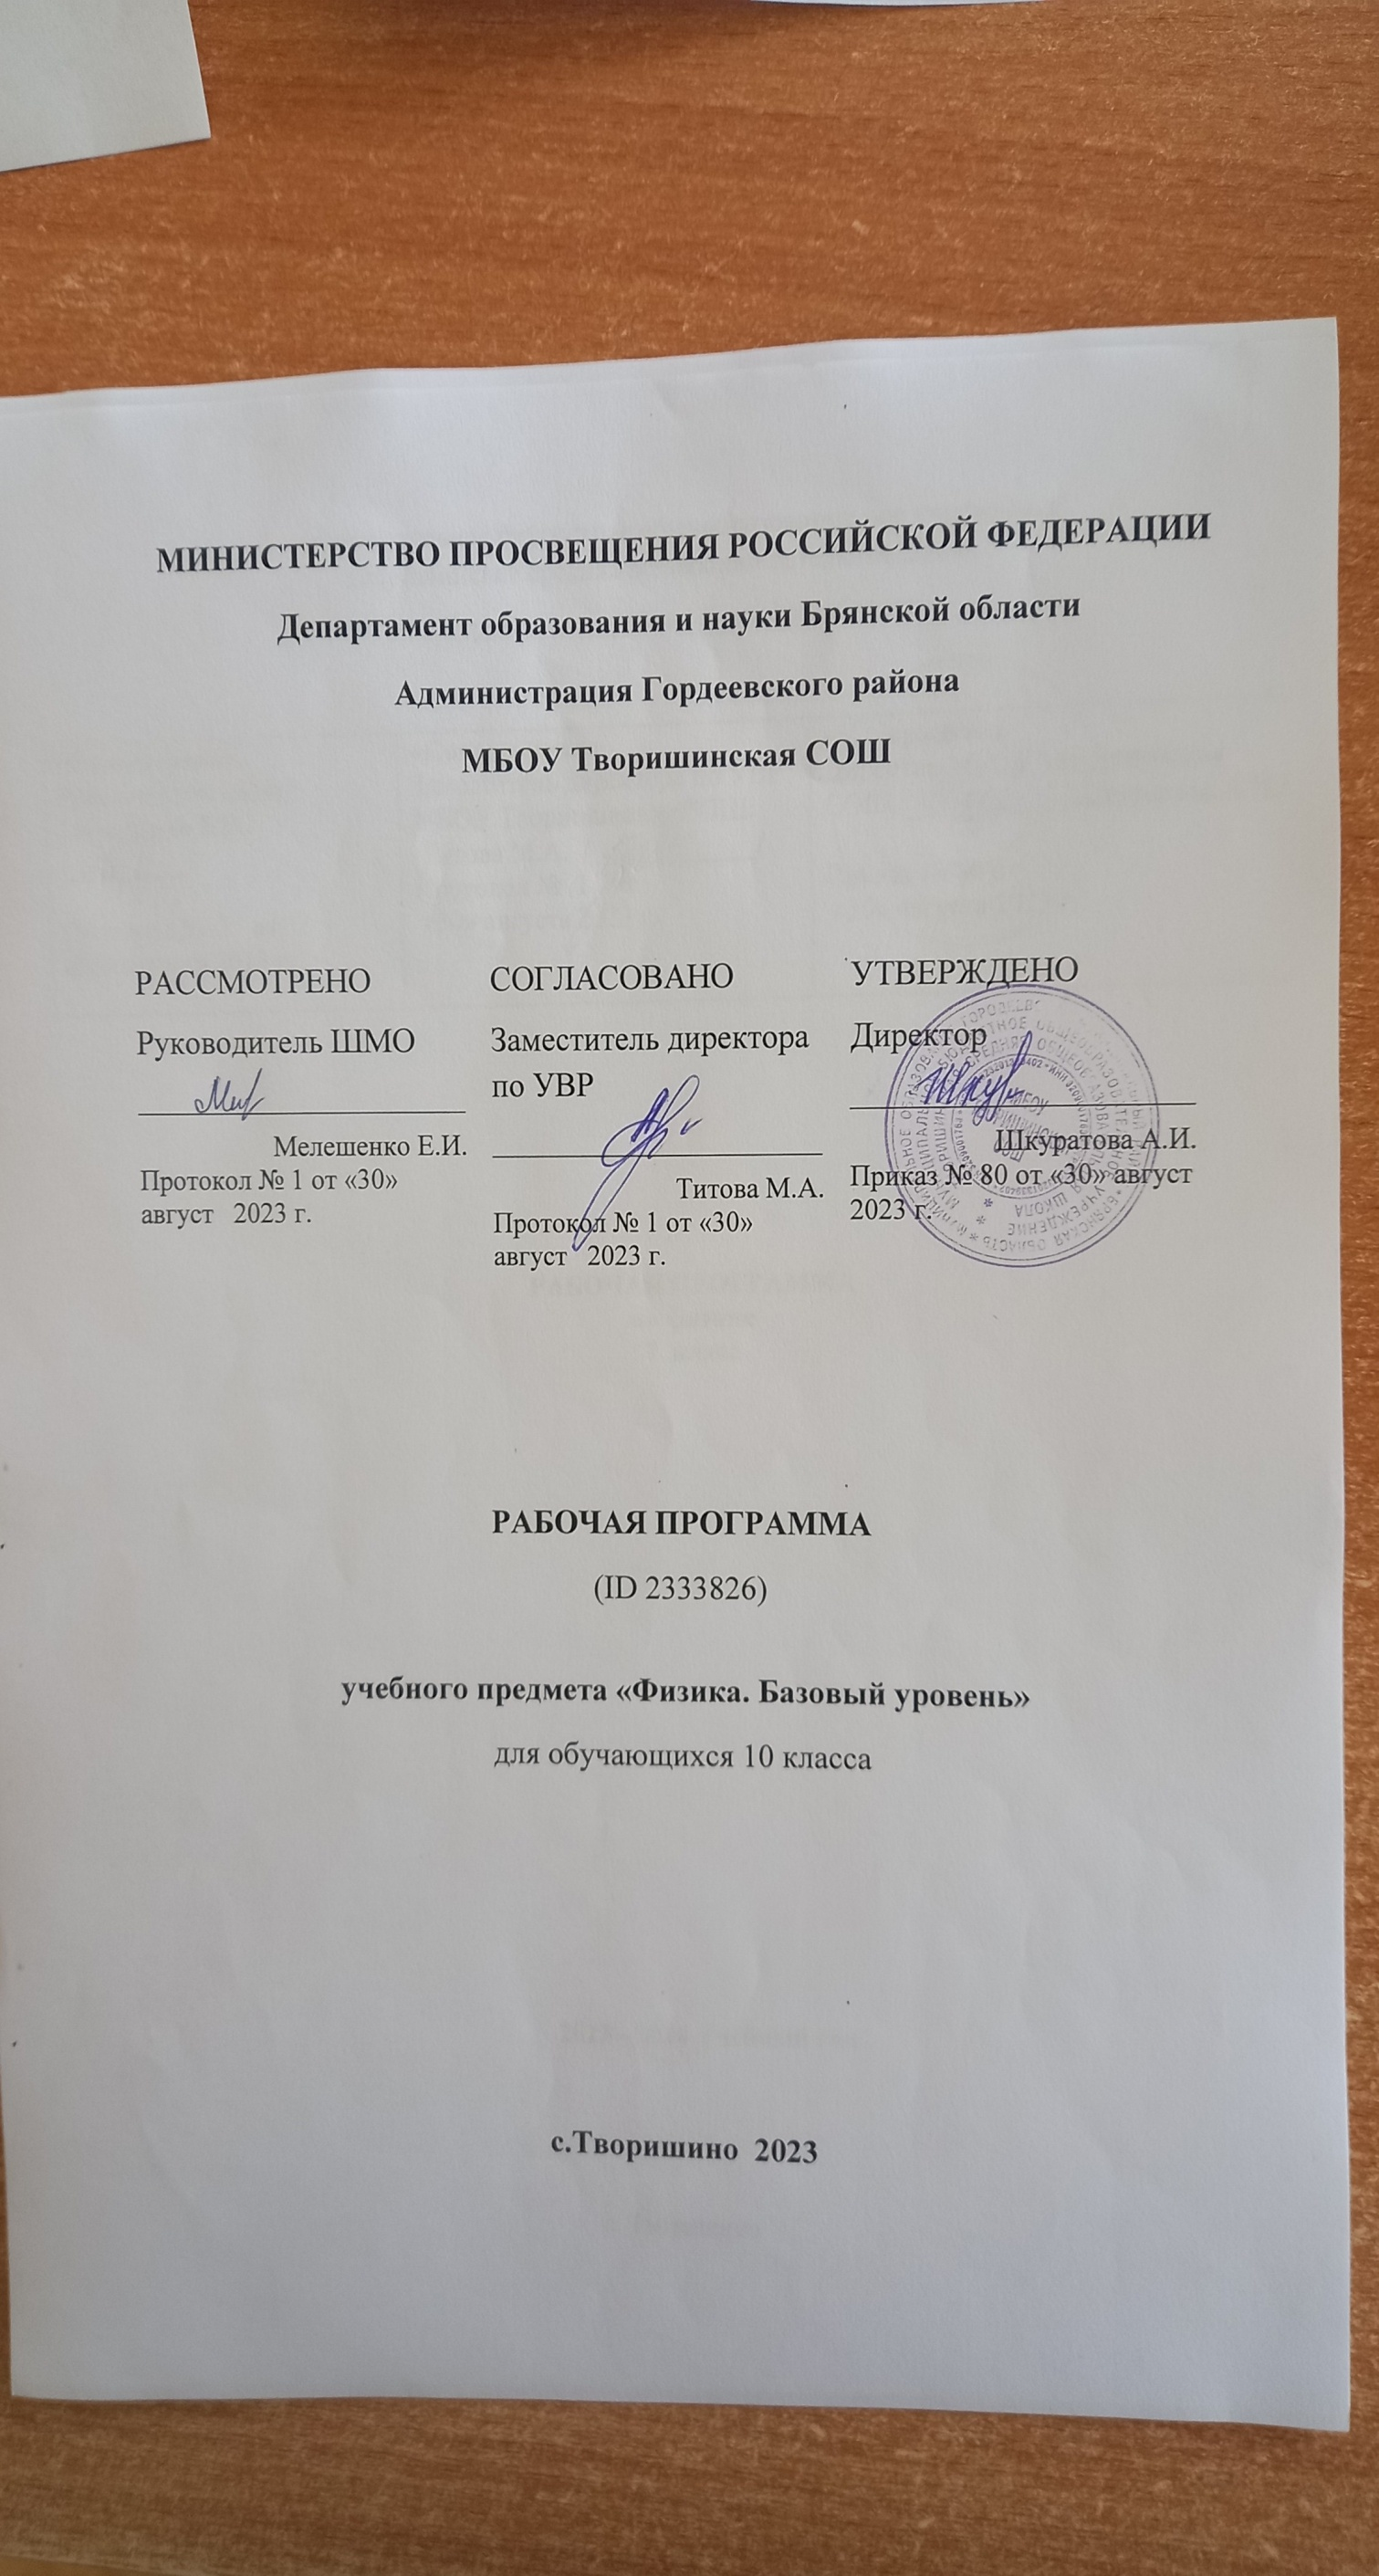 МИНИСТЕРСТВО ПРОСВЕЩЕНИЯ РОССИЙСКОЙ ФЕДЕРАЦИИ
Департамент образования и науки Брянской области
Администрация Гордеевского района
МБОУ Творишинская СОШ
РАССМОТРЕНО
Руководитель ШМО
Мелешенко Е.И.
Протокол № 1 от «30»
август 2023 г.
СОГЛАСОВАНО
Заместитель директора
по УВР
Титова М.А.
Протокол № 1 от «30»
август 2023 г.
УТВЕРЖДЕНО
Директор
Шкуратова А.И.
Приказ № 80 от «30» август
2023 г.
РАБОЧАЯ ПРОГРАММА
(ID 2333826)
учебного предмета «Физика. Базовый уровень»
для обучающихся 10 класса
с.Творишино 2023